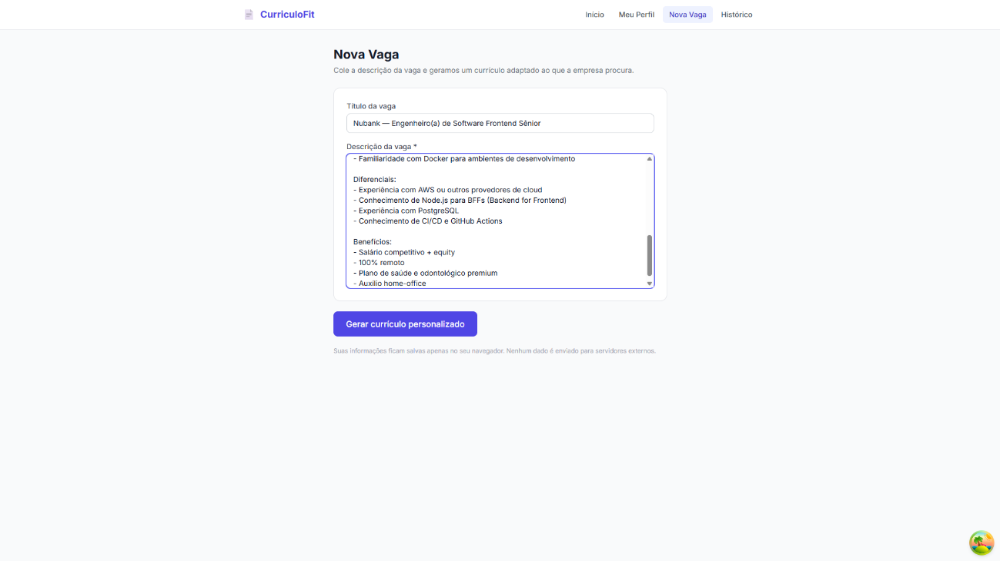 CurriculoFit
Início
Meu Perfil
Nova Vaga
Histórico
Nova Vaga
Cole a descrição da vaga e geramos um currículo adaptado ao que a empresa procura.
Título da vaga
Nubank — Engenheiro(a) de Software Frontend Sênior
Descrição da vaga *
- Familiaridade com Docker para ambientes de desenvolvimento
Diferenciais:
- Experiência com AWS ou outros provedores de cloud
- Conhecimento de Node.js para BFFs (Backend for Frontend)
- Experiência com PostgreSQL
- Conhecimento de CI/CD e GitHub Actions
Benefícios:
- Salário competitivo + equity
- 100% remoto
- Plano de saúde e odontológico premium
- Auxílio home-office
Gerar currículo personalizado
Suas informações ficam salvas apenas no seu navegador. Nenhum dado é enviado para servidores externos.